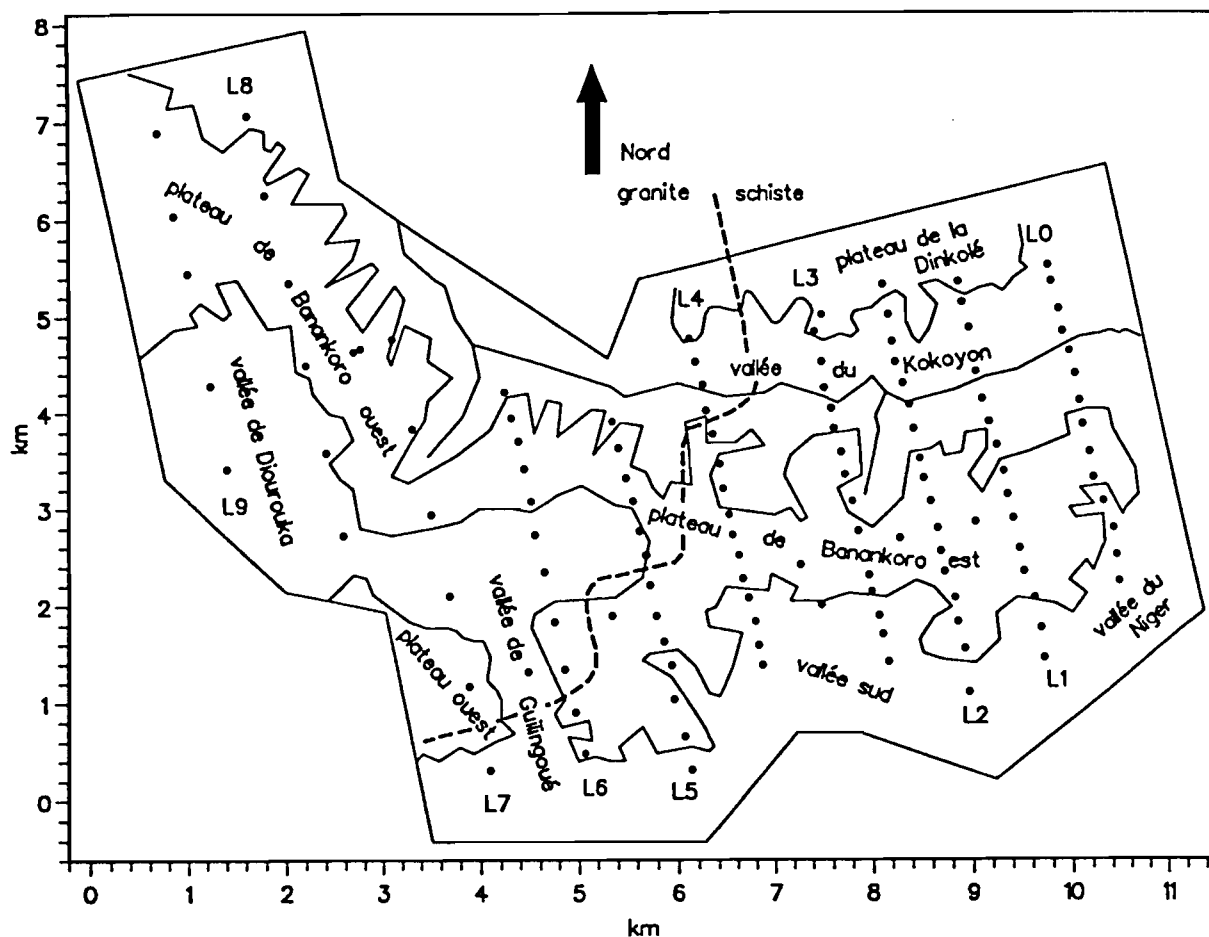 8
7
6
5
4
3
2
1
0
km
L8
Nord
granite
schiste
plateau de la
Dinkolé
L0
L3
L4
plateau
de
Banankoro
ouest
vallée
du
Kokoyon
vallée de Diourouka
L9
plateau
de
Banankoro
est
vallée du
Niger
vallée de
Guilingoué
plateau
ouest
vallée sud
L1
L2
L7
L6
L5
0 1 2 3 4 5 6 7 8 9 10 11
km